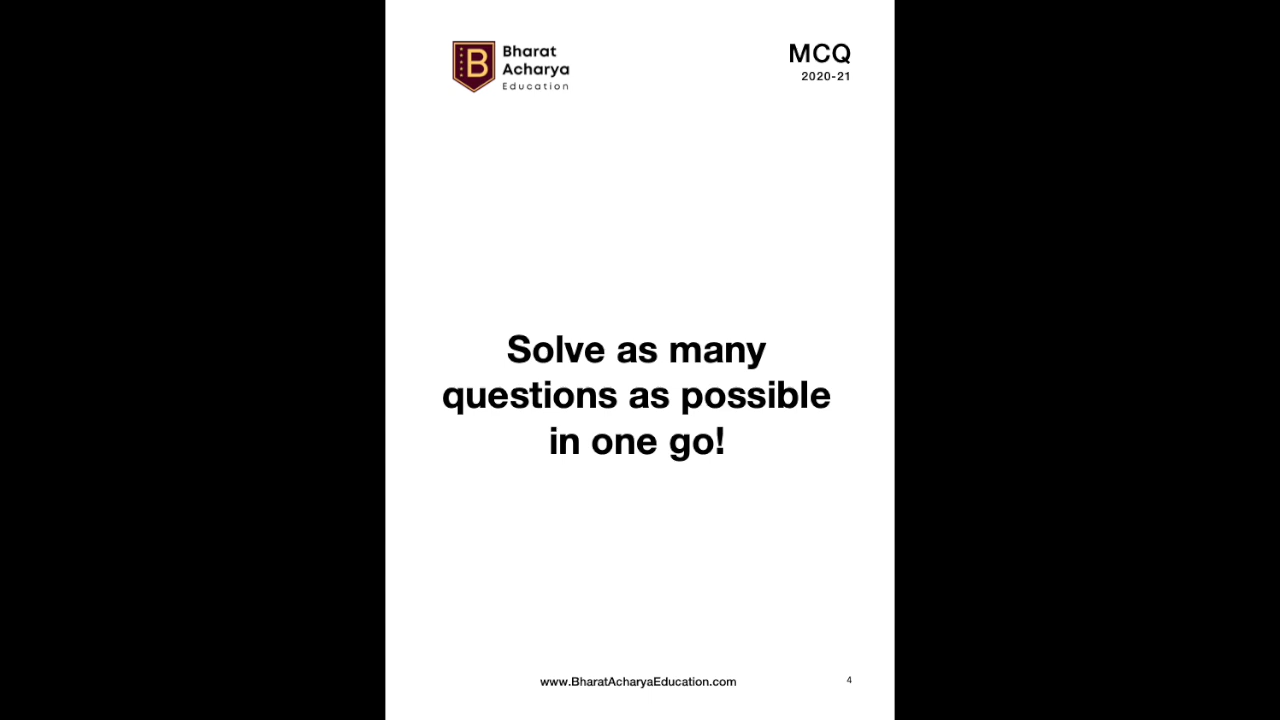 Bharat
Acharya
Education
MCQ
2020-21
Solve as many
questions as possible
in one go!
www.BharatAcharyaEducation.com
4